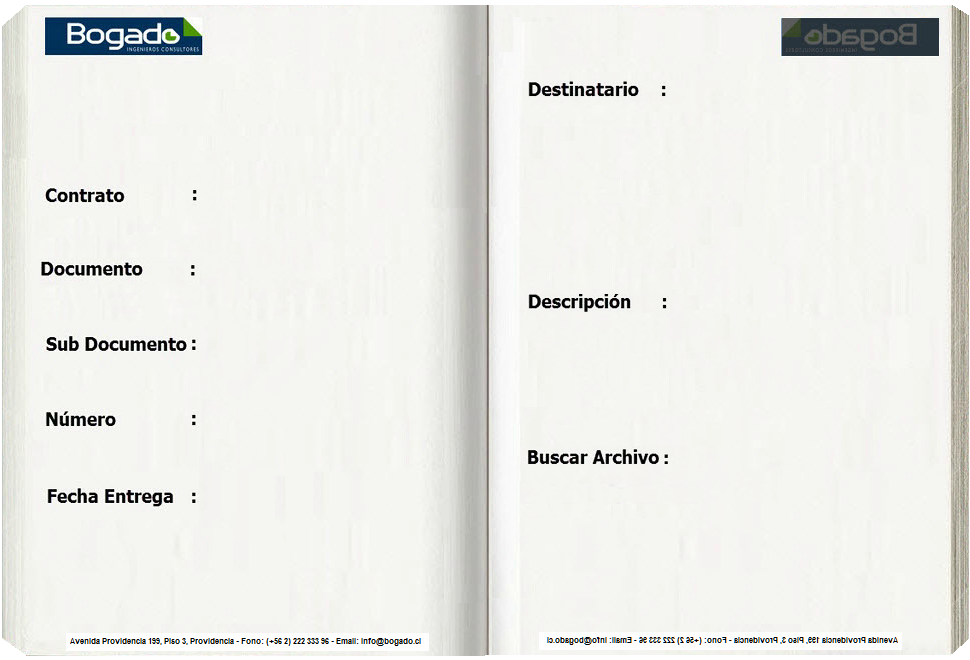 Bogado
INGENIEROS CONSULTORES
Contrato :
Documento :
Sub Documento :
Número :
Fecha Entrega :
Avenida Providencia 199, Piso 3, Providencia - Fono: (+56 2) 222 333 96 - Email: info@bogado.cl
Bogado
INGENIEROS CONSULTORES
Destinatario :
Descripción :
Buscar Archivo :
Avenida Providencia 199, Piso 3, Providencia - Fono: (+56 2) 222 333 96 - Email: info@bogado.cl